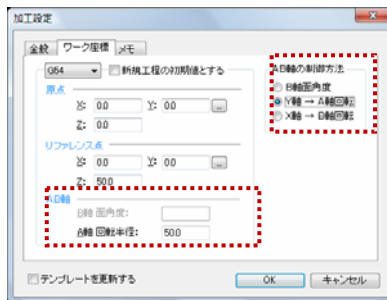 加工設定
全般 ワーク座標 メモ
G54 新規工程の初期値とする
原点
X: 0.0 Y: 0.0 ...
Z: 0.0
リファレンス点
X: 0.0 Y: 0.0 ...
Z: 50.0
AB軸
B軸 面角度:
A軸 回転半径: 50.0
AB軸の制御方法
B軸面角度
Y軸 → A軸回転
X軸 → B軸回転
テンプレートを更新する OK キャンセル